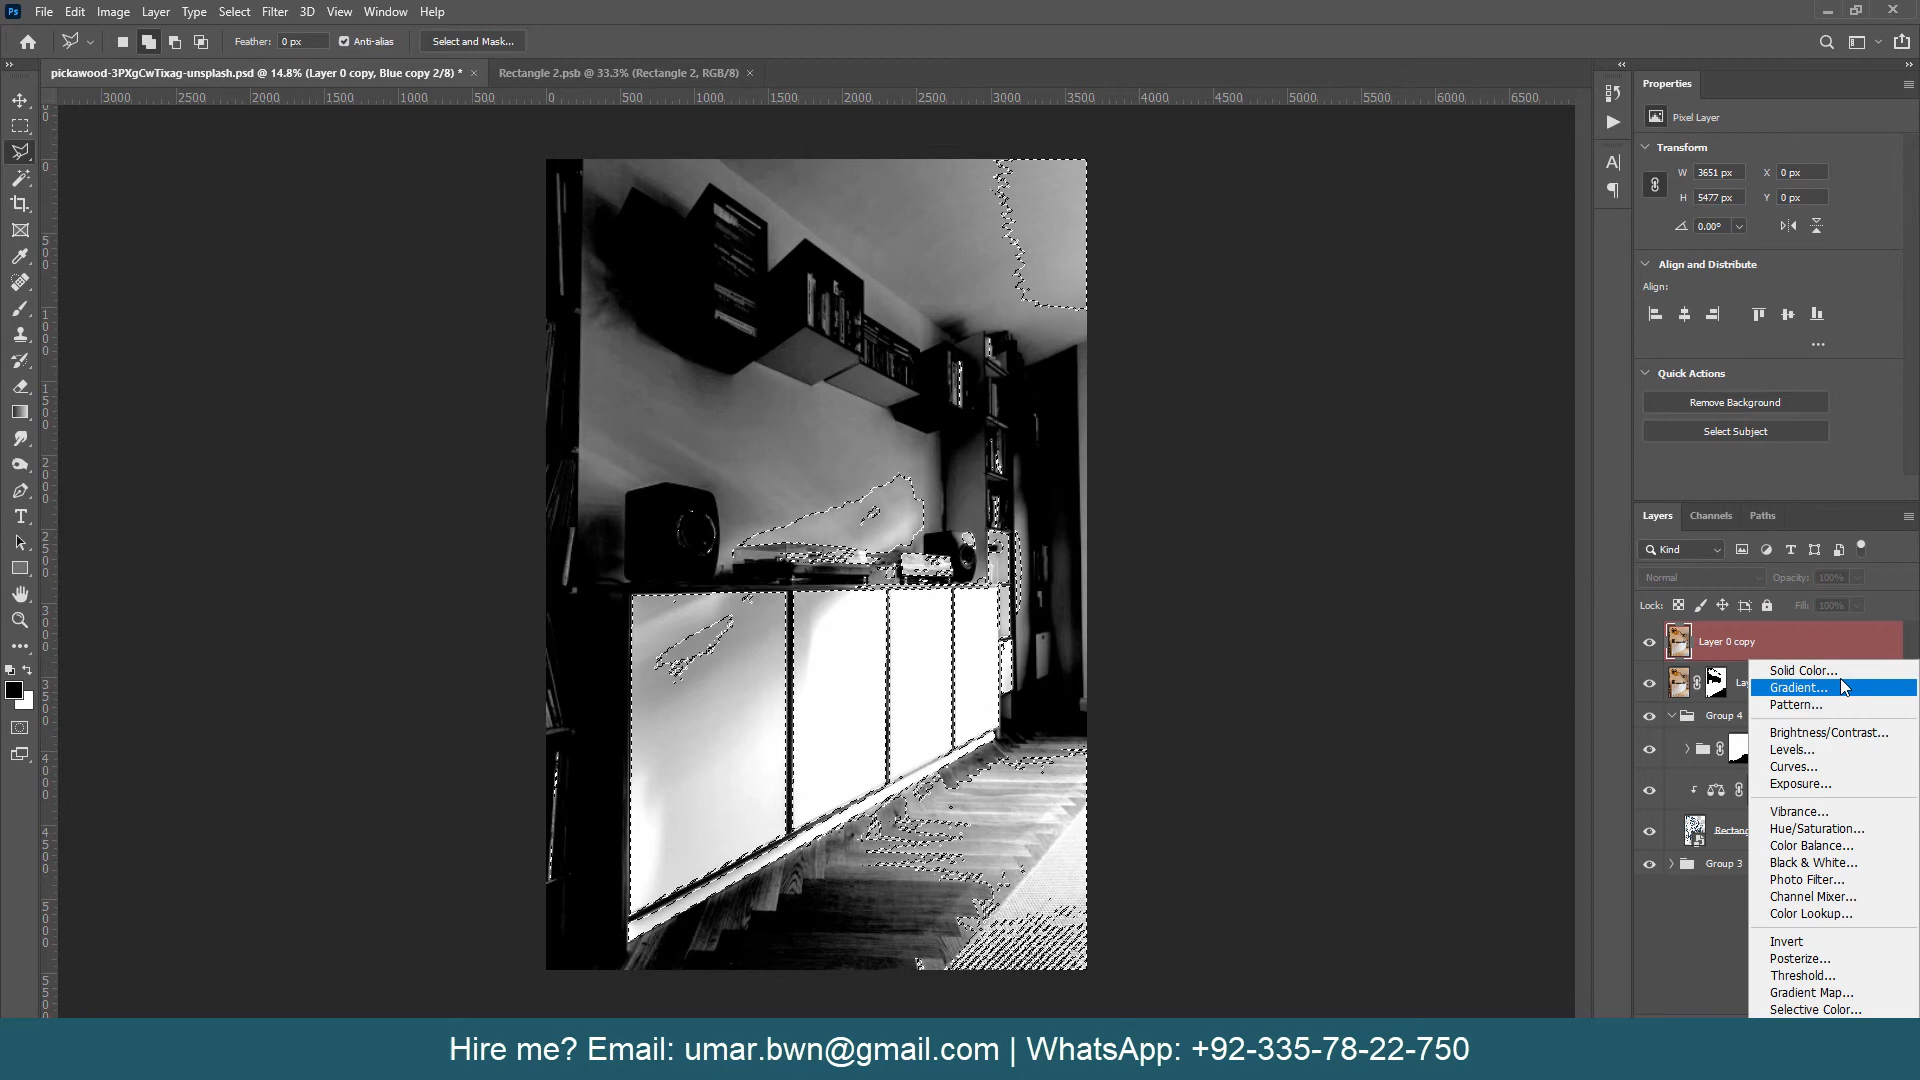 File Edit Image Layer Type Select Filter 3D View Window Help
Feather: 0 px Anti-alias Select and Mask...
pickawood-3PXgCwTixag-unsplash.psd @ 14.8% (Layer 0 copy, Blue copy 2/8) * × Rectangle 2.psb @ 33.3% (Rectangle 2, RGB/8) ×
3000 2500 2000 1500 1000 500 0 500 1000 1500 2000 2500 3000 3500 4000 4500 5000 5500 6000 6500
Properties
Pixel Layer
Transform
W 3651 px X 0 px
H 5477 px Y 0 px
0.00°
Align and Distribute
Align:
Quick Actions
Remove Background
Select Subject
Layers Channels Paths
Kind
Normal Opacity: 100%
Lock: Fill: 100%
Layer 0 copy
Solid Color...
Gradient...
Pattern...
Group 4
Brightness/Contrast...
Levels...
Curves...
Exposure...
Vibrance...
Hue/Saturation...
Color Balance...
Group 3
Black & White...
Photo Filter...
Channel Mixer...
Color Lookup...
Invert
Posterize...
Threshold...
Gradient Map...
Selective Color...
Hire me? Email: umar.bwn@gmail.com | WhatsApp: +92-335-78-22-750